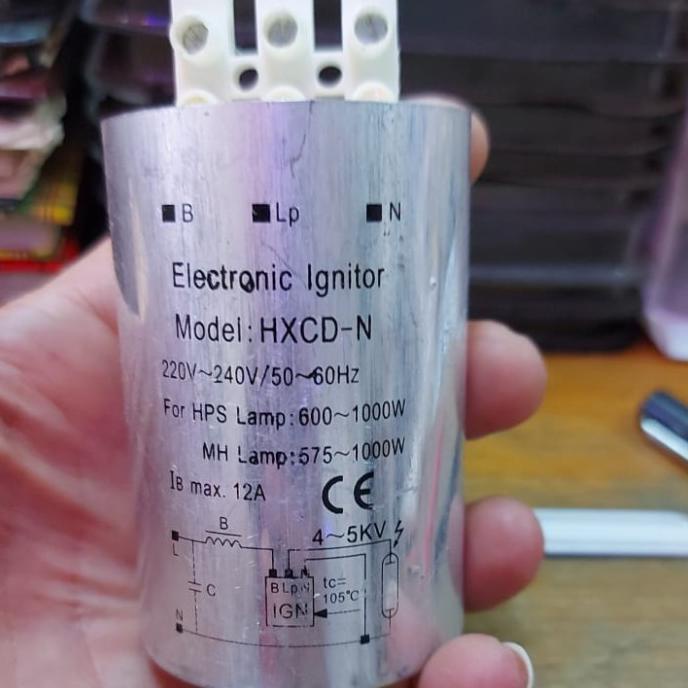 B Lp N
Electronic Ignitor
Model: HXCD-N
220V~240V/50~60Hz
For HPS Lamp: 600~1000W
MH Lamp: 575~1000W
IB max. 12A CE
B
4~5KV
L
B Lp N
C
IGN
tc=
105℃
N